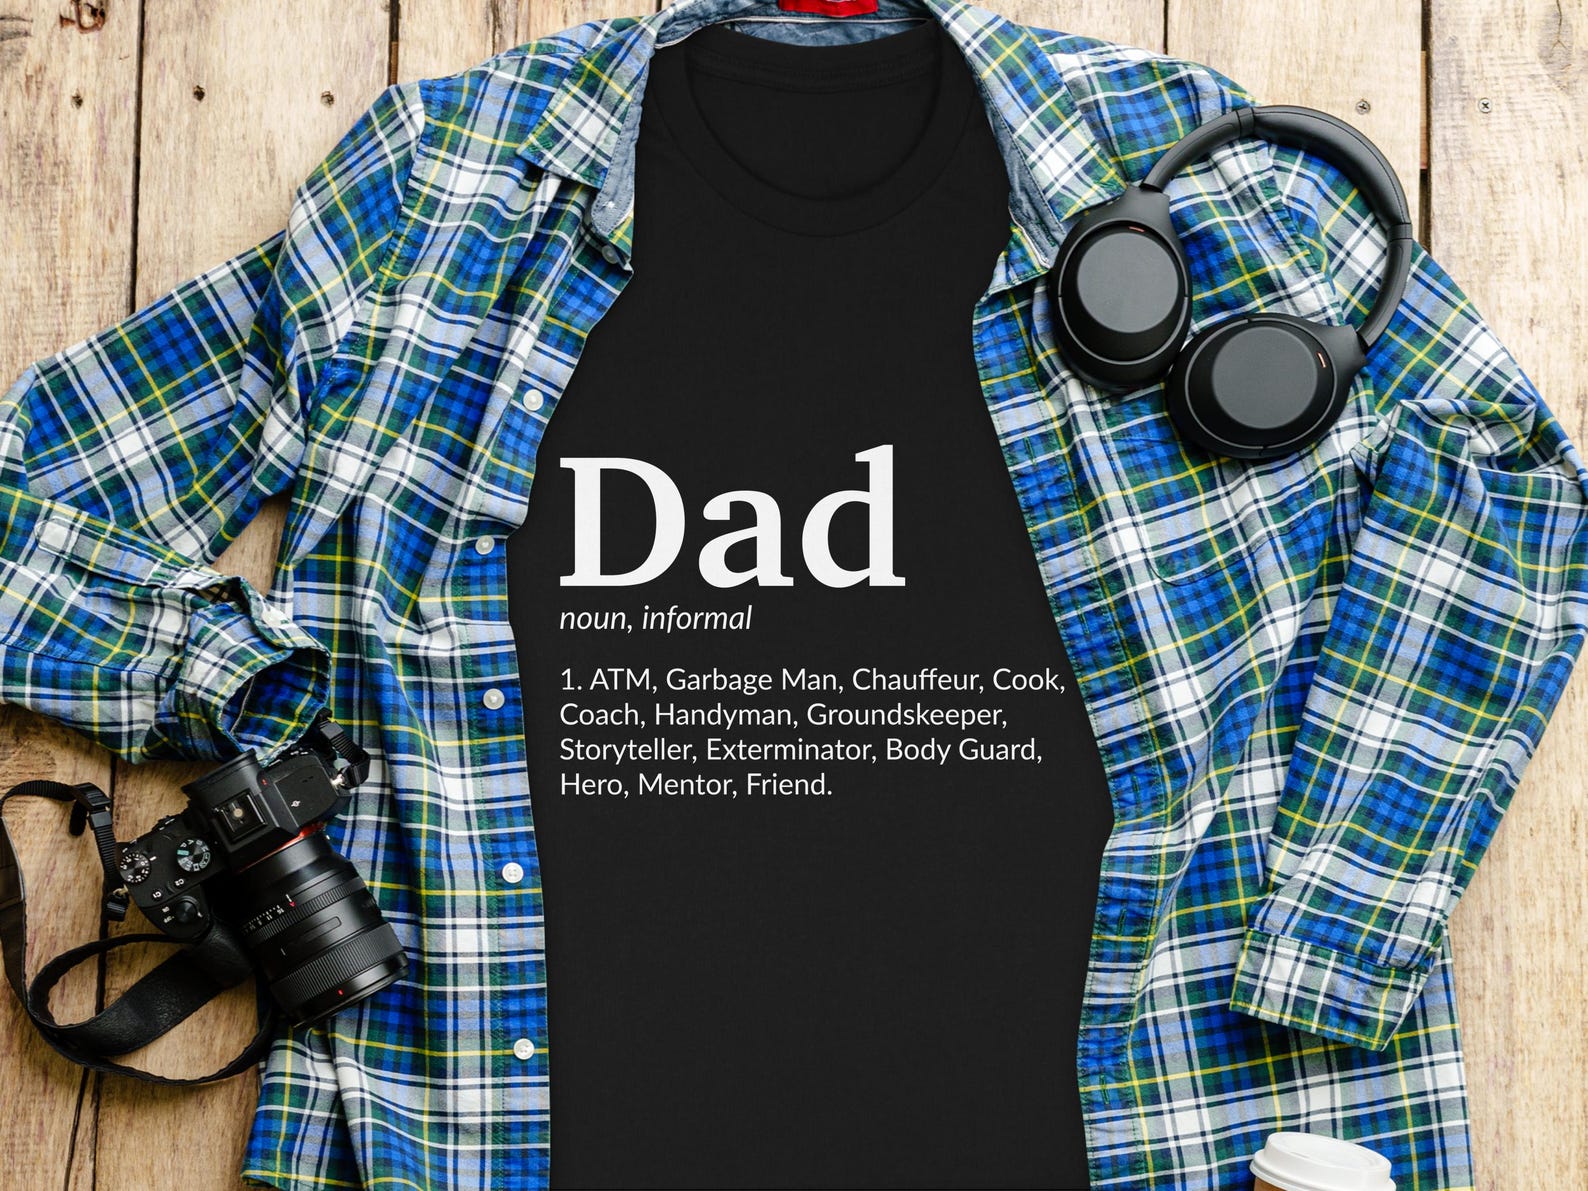 Dad
noun, informal
1. ATM, Garbage Man, Chauffeur, Cook,
Coach, Handyman, Groundskeeper,
Storyteller, Exterminator, Body Guard,
Hero, Mentor, Friend.